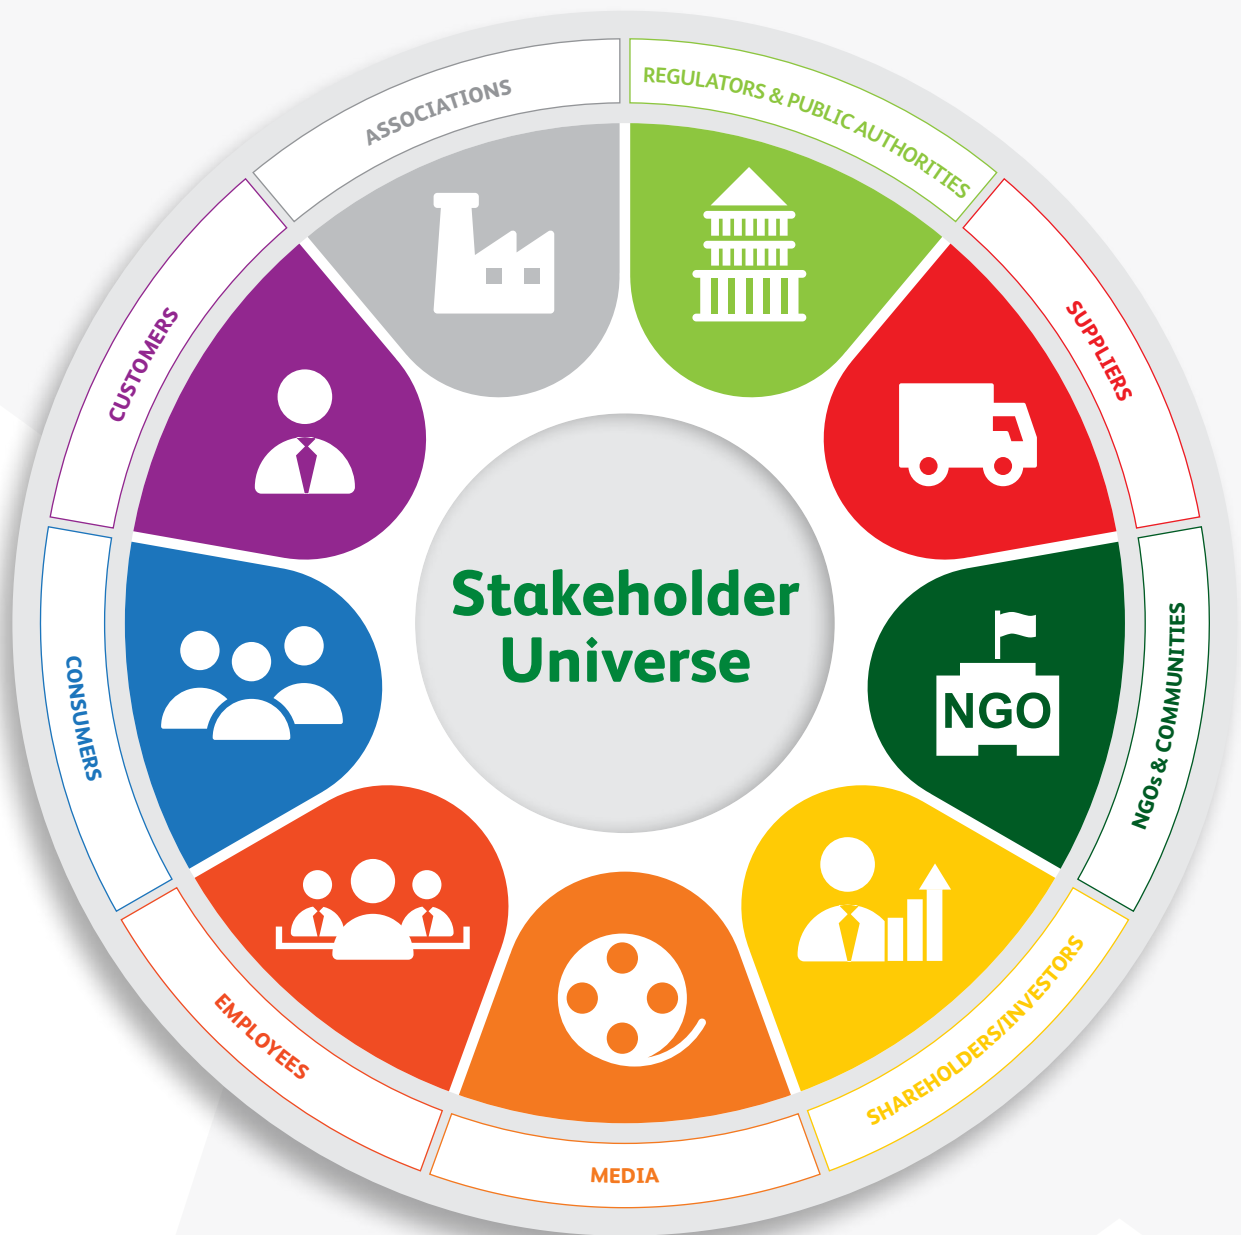 ASSOCIATIONS
REGULATORS & PUBLIC AUTHORITIES
SUPPLIERS
NGOs & COMMUNITIES
SHAREHOLDERS/INVESTORS
MEDIA
EMPLOYEES
CONSUMERS
CUSTOMERS
Stakeholder
Universe
NGO